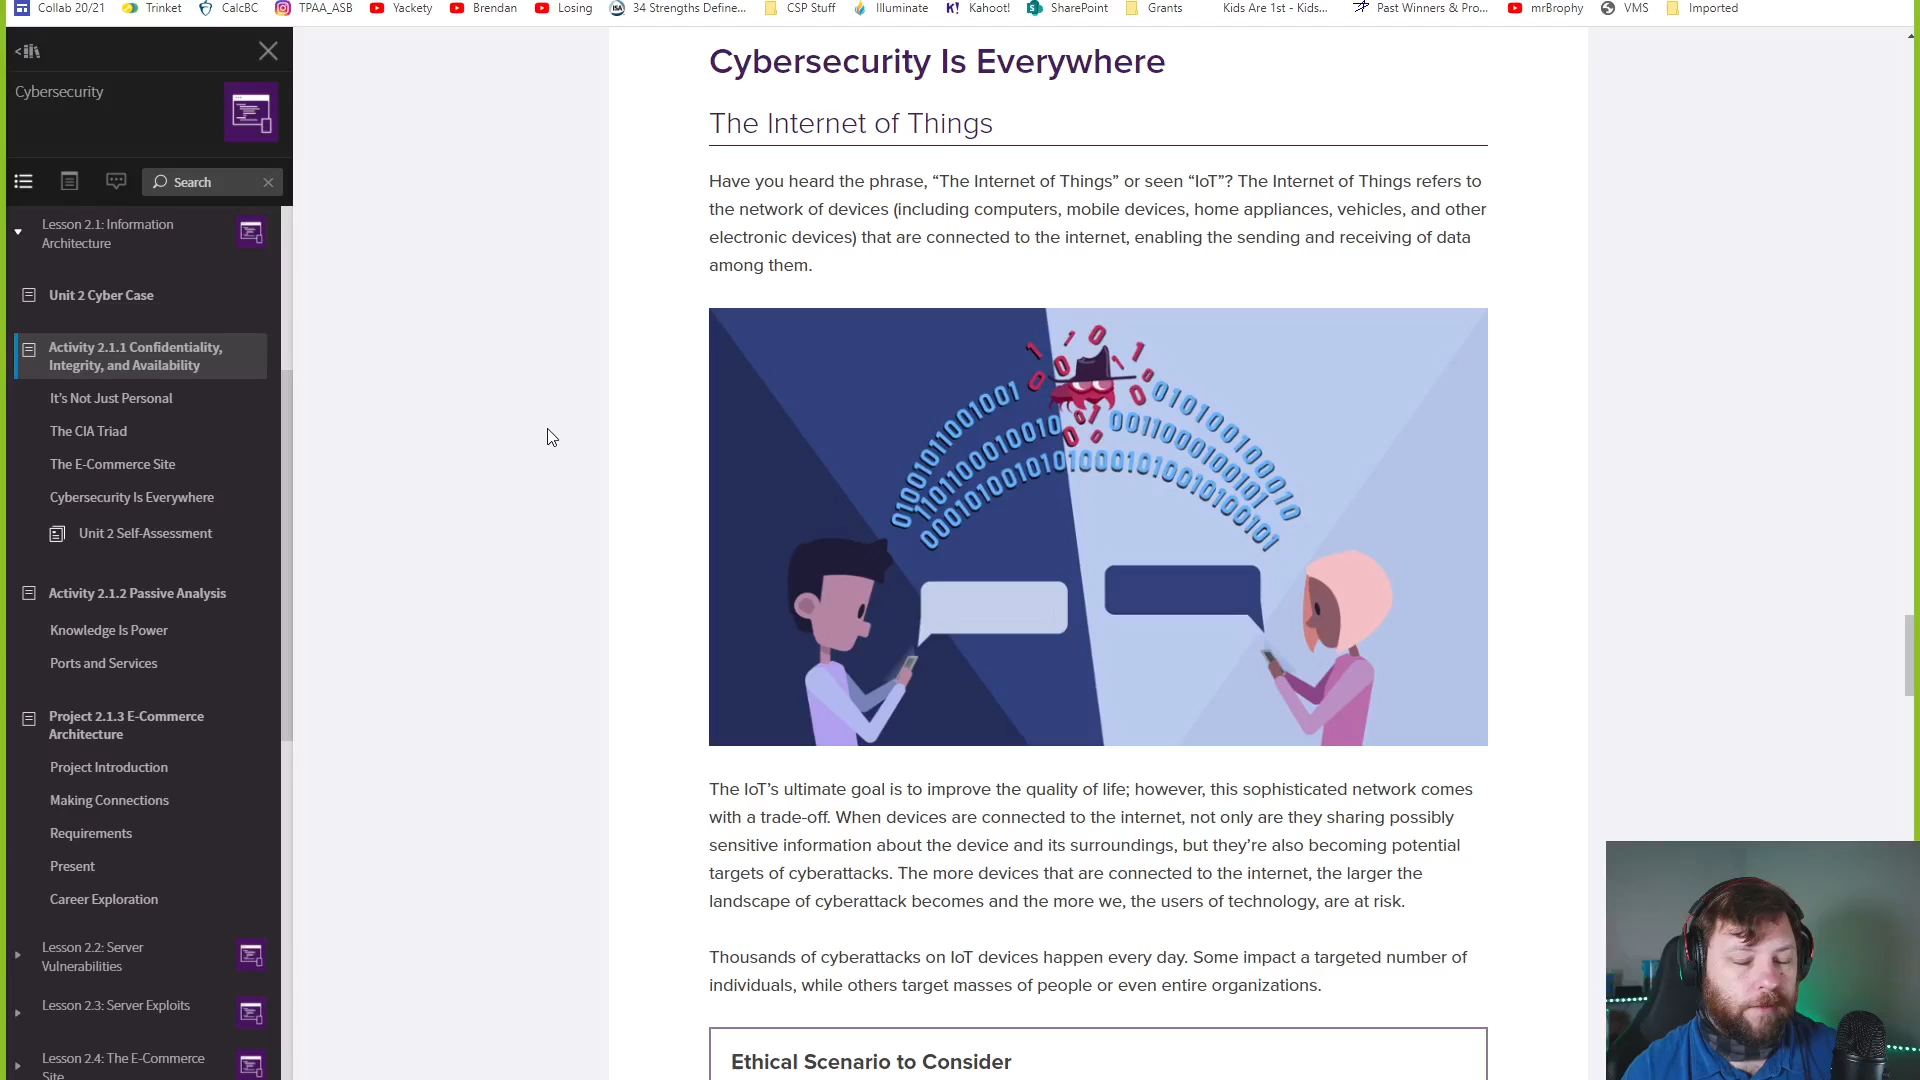 Collab 20/21 Trinket CalcBC TPAA_ASB Yackety Brendan Losing 34 Strengths Define... CSP Stuff Illuminate Kahoot! SharePoint Grants Kids Are 1st - Kids... Past Winners & Pro... mrBrophy VMS Imported
Cybersecurity
Search
Lesson 2.1: Information
Architecture
Unit 2 Cyber Case
Activity 2.1.1 Confidentiality,
Integrity, and Availability
It's Not Just Personal
The CIA Triad
The E-Commerce Site
Cybersecurity Is Everywhere
Unit 2 Self-Assessment
Activity 2.1.2 Passive Analysis
Knowledge Is Power
Ports and Services
Project 2.1.3 E-Commerce
Architecture
Project Introduction
Making Connections
Requirements
Present
Career Exploration
Lesson 2.2: Server
Vulnerabilities
Lesson 2.3: Server Exploits
Lesson 2.4: The E-Commerce
Site
Cybersecurity Is Everywhere
The Internet of Things
Have you heard the phrase, “The Internet of Things” or seen “IoT”? The Internet of Things refers to
the network of devices (including computers, mobile devices, home appliances, vehicles, and other
electronic devices) that are connected to the internet, enabling the sending and receiving of data
among them.
The IoT’s ultimate goal is to improve the quality of life; however, this sophisticated network comes
with a trade-off. When devices are connected to the internet, not only are they sharing possibly
sensitive information about the device and its surroundings, but they’re also becoming potential
targets of cyberattacks. The more devices that are connected to the internet, the larger the
landscape of cyberattack becomes and the more we, the users of technology, are at risk.
Thousands of cyberattacks on IoT devices happen every day. Some impact a targeted number of
individuals, while others target masses of people or even entire organizations.
Ethical Scenario to Consider